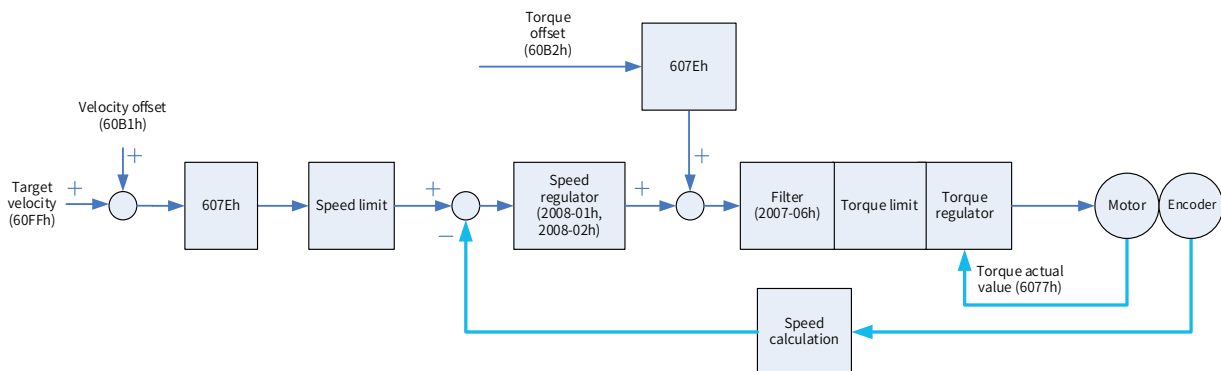 Torque
offset
(60B2h)
607Eh
Velocity offset
(60B1h)
+
Target
velocity
(60FFh)
+
607Eh
Speed limit
+
−
Speed
regulator
(2008-01h,
2008-02h)
+
+
Filter
(2007-06h)
Torque limit
Torque
regulator
Motor
Encoder
Torque actual
value (6077h)
Speed
calculation